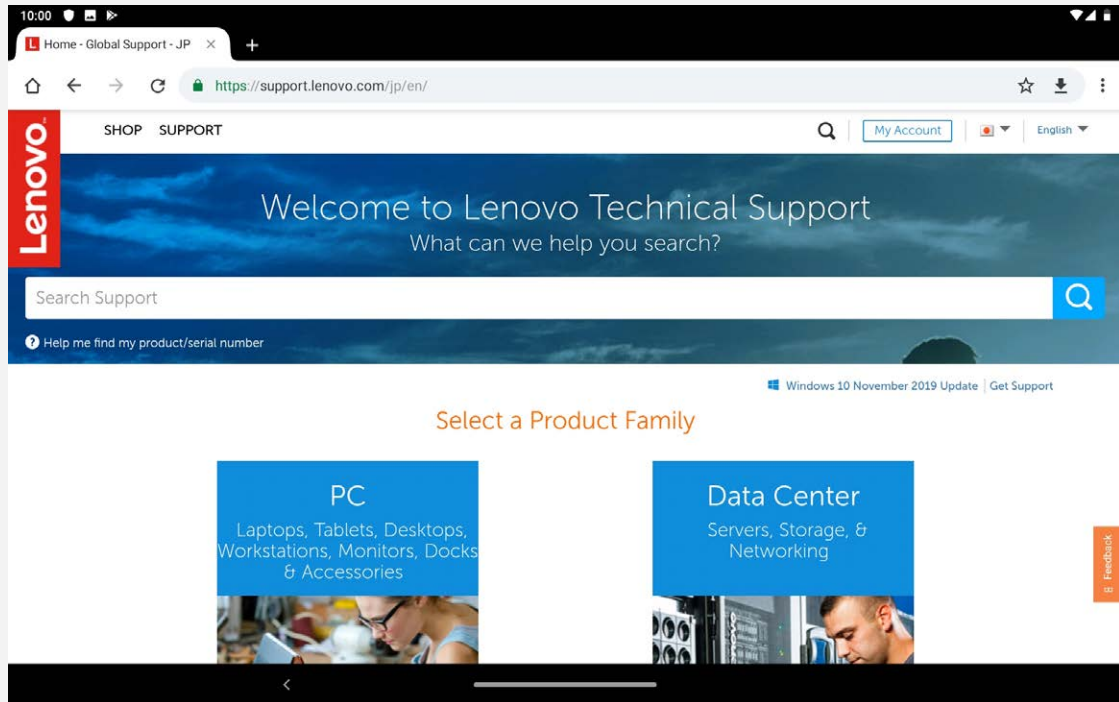 10:00
Home - Global Support - JP
https://support.lenovo.com/jp/en/
Lenovo™
SHOP SUPPORT
My Account
English
Welcome to Lenovo Technical Support
What can we help you search?
Search Support
Help me find my product/serial number
Windows 10 November 2019 Update | Get Support
Select a Product Family
PC
Laptops, Tablets, Desktops,
Workstations, Monitors, Docks
& Accessories
Data Center
Servers, Storage, &
Networking
Feedback